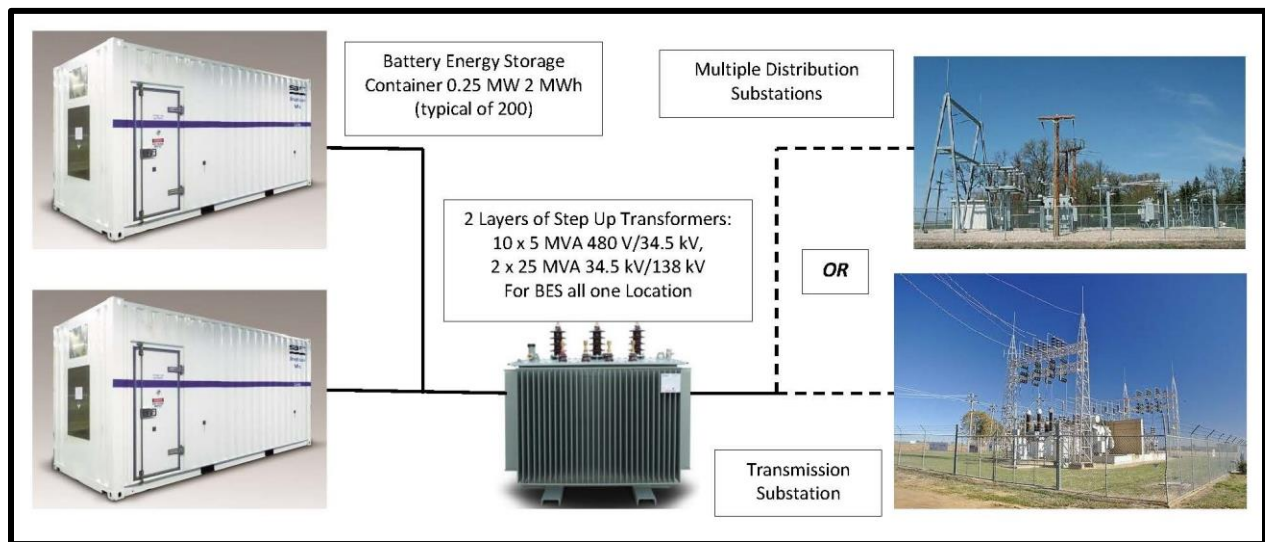 Battery Energy Storage
Container 0.25 MW 2 MWh
(typical of 200)
Multiple Distribution
Substations
2 Layers of Step Up Transformers:
10 x 5 MVA 480 V/34.5 kV,
2 x 25 MVA 34.5 kV/138 kV
For BES all one Location
OR
Transmission
Substation